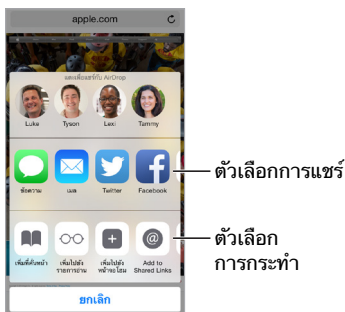 apple.com
แตะเพื่อแชร์กับ AirDrop
Luke Tyson Lexi Tammy
ข้อความ เมล Twitter Facebook
ตัวเลือกการแชร์
เพิ่มที่คั่นหน้า เพิ่มไปยัง เพิ่มไปยัง Add to
รายการอ่าน หน้าจอโฮม Shared Links
ตัวเลือก
การกระทำ
ยกเลิก